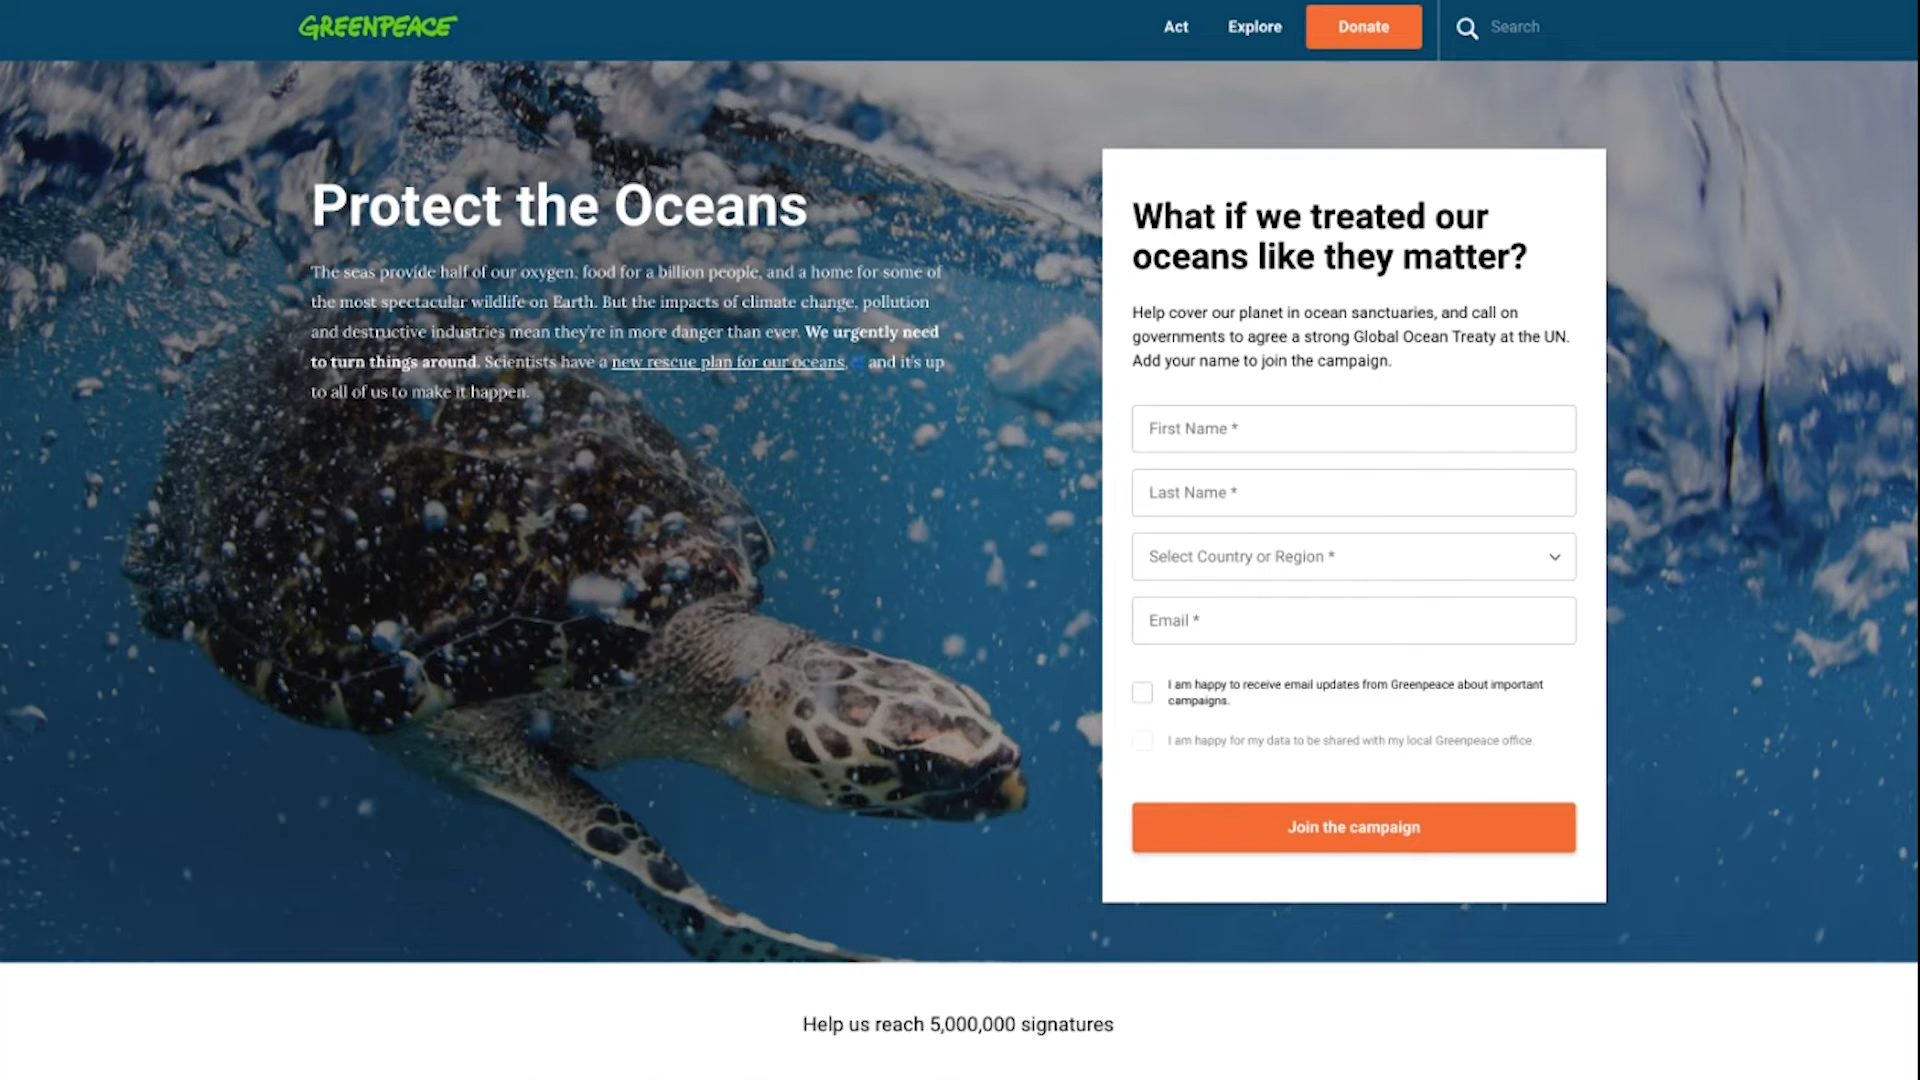 GREENPEACE
Act
Explore
Donate
Search
Protect the Oceans
The seas provide half of our oxygen, food for a billion people, and a home for some of
the most spectacular wildlife on Earth. But the impacts of climate change, pollution
and destructive industries mean they're in more danger than ever. We urgently need
to turn things around. Scientists have a new rescue plan for our oceans, and it's up
to all of us to make it happen.
What if we treated our
oceans like they matter?
Help cover our planet in ocean sanctuaries, and call on
governments to agree a strong Global Ocean Treaty at the UN.
Add your name to join the campaign.
First Name *
Last Name *
Select Country or Region *
Email *
I am happy to receive email updates from Greenpeace about important
campaigns.
I am happy for my data to be shared with my local Greenpeace office.
Join the campaign
Help us reach 5,000,000 signatures